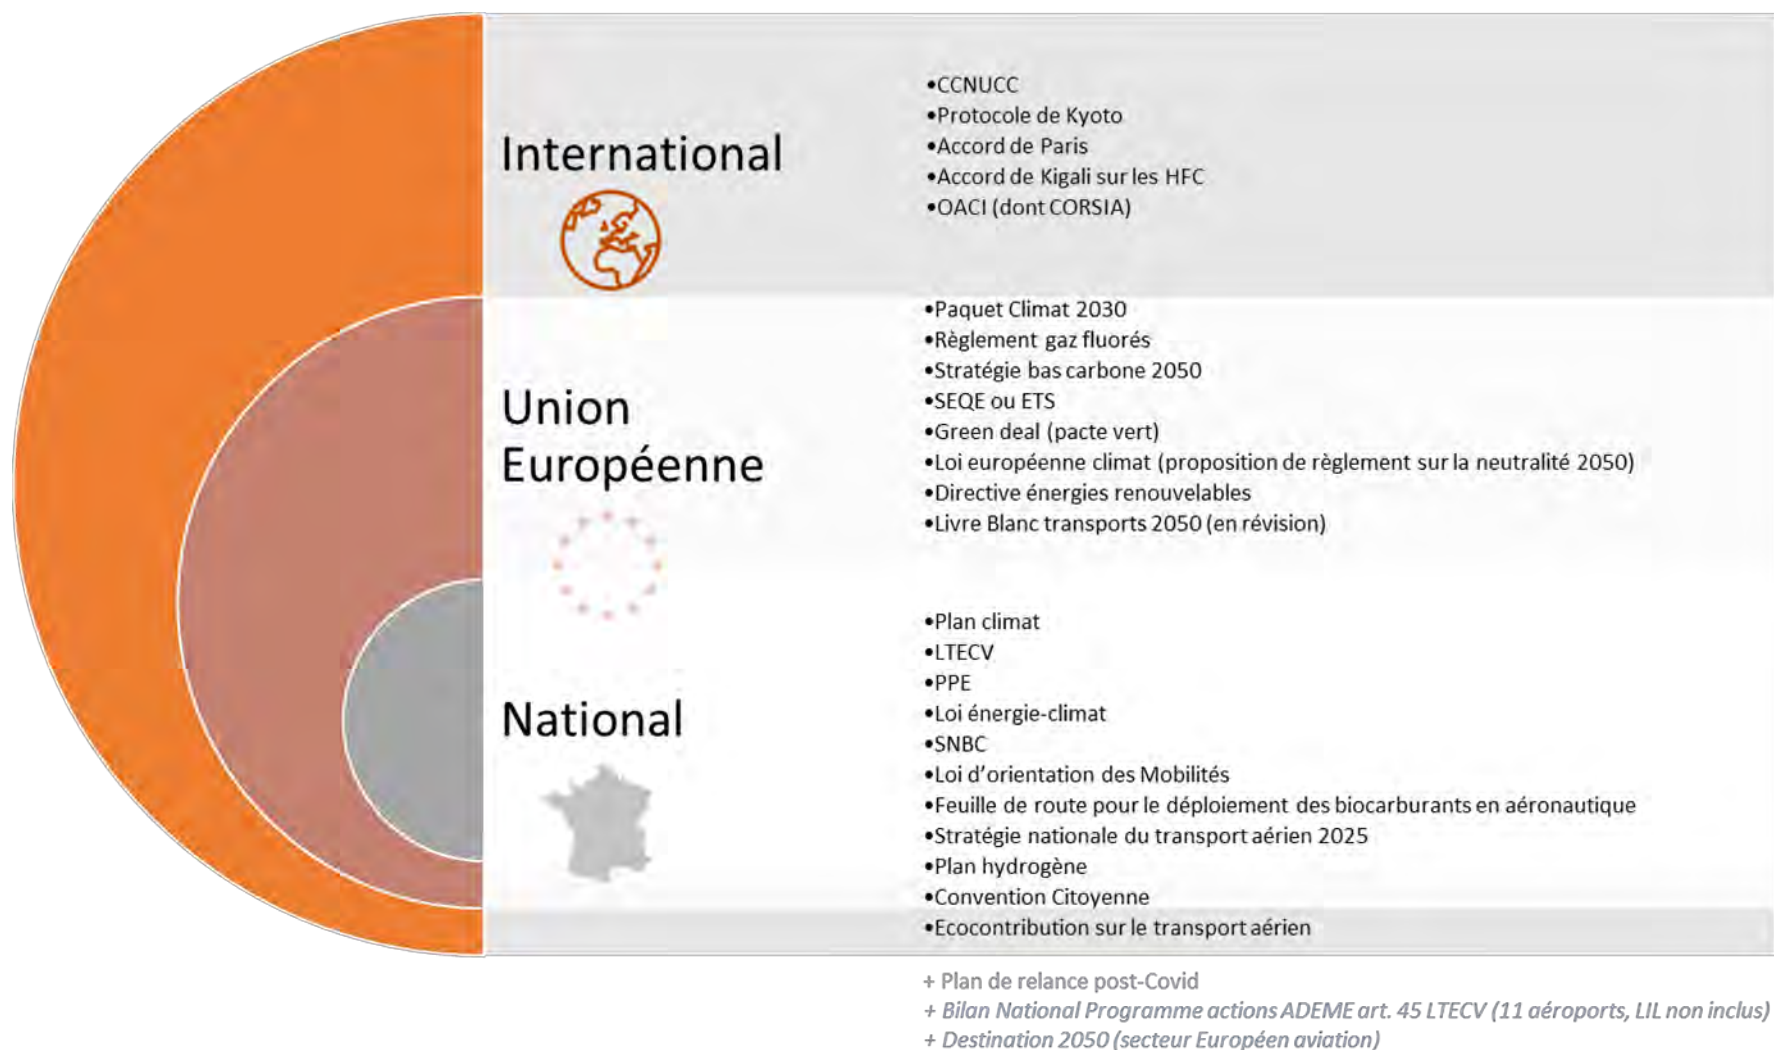 International
•CCNUCC
•Protocole de Kyoto
•Accord de Paris
•Accord de Kigali sur les HFC
•OACI (dont CORSIA)
Union
Européenne
•Paquet Climat 2030
•Règlement gaz fluorés
•Stratégie bas carbone 2050
•SEQE ou ETS
•Green deal (pacte vert)
•Loi européenne climat (proposition de règlement sur la neutralité 2050)
•Directive énergies renouvelables
•Livre Blanc transports 2050 (en révision)
National
•Plan climat
•LTECV
•PPE
•Loi énergie-climat
•SNBC
•Loi d’orientation des Mobilités
•Feuille de route pour le déploiement des biocarburants en aéronautique
•Stratégie nationale du transport aérien 2025
•Plan hydrogène
•Convention Citoyenne
•Ecocontribution sur le transport aérien
+ Plan de relance post-Covid
+ Bilan National Programme actions ADEME art. 45 LTECV (11 aéroports, LIL non inclus)
+ Destination 2050 (secteur Européen aviation)